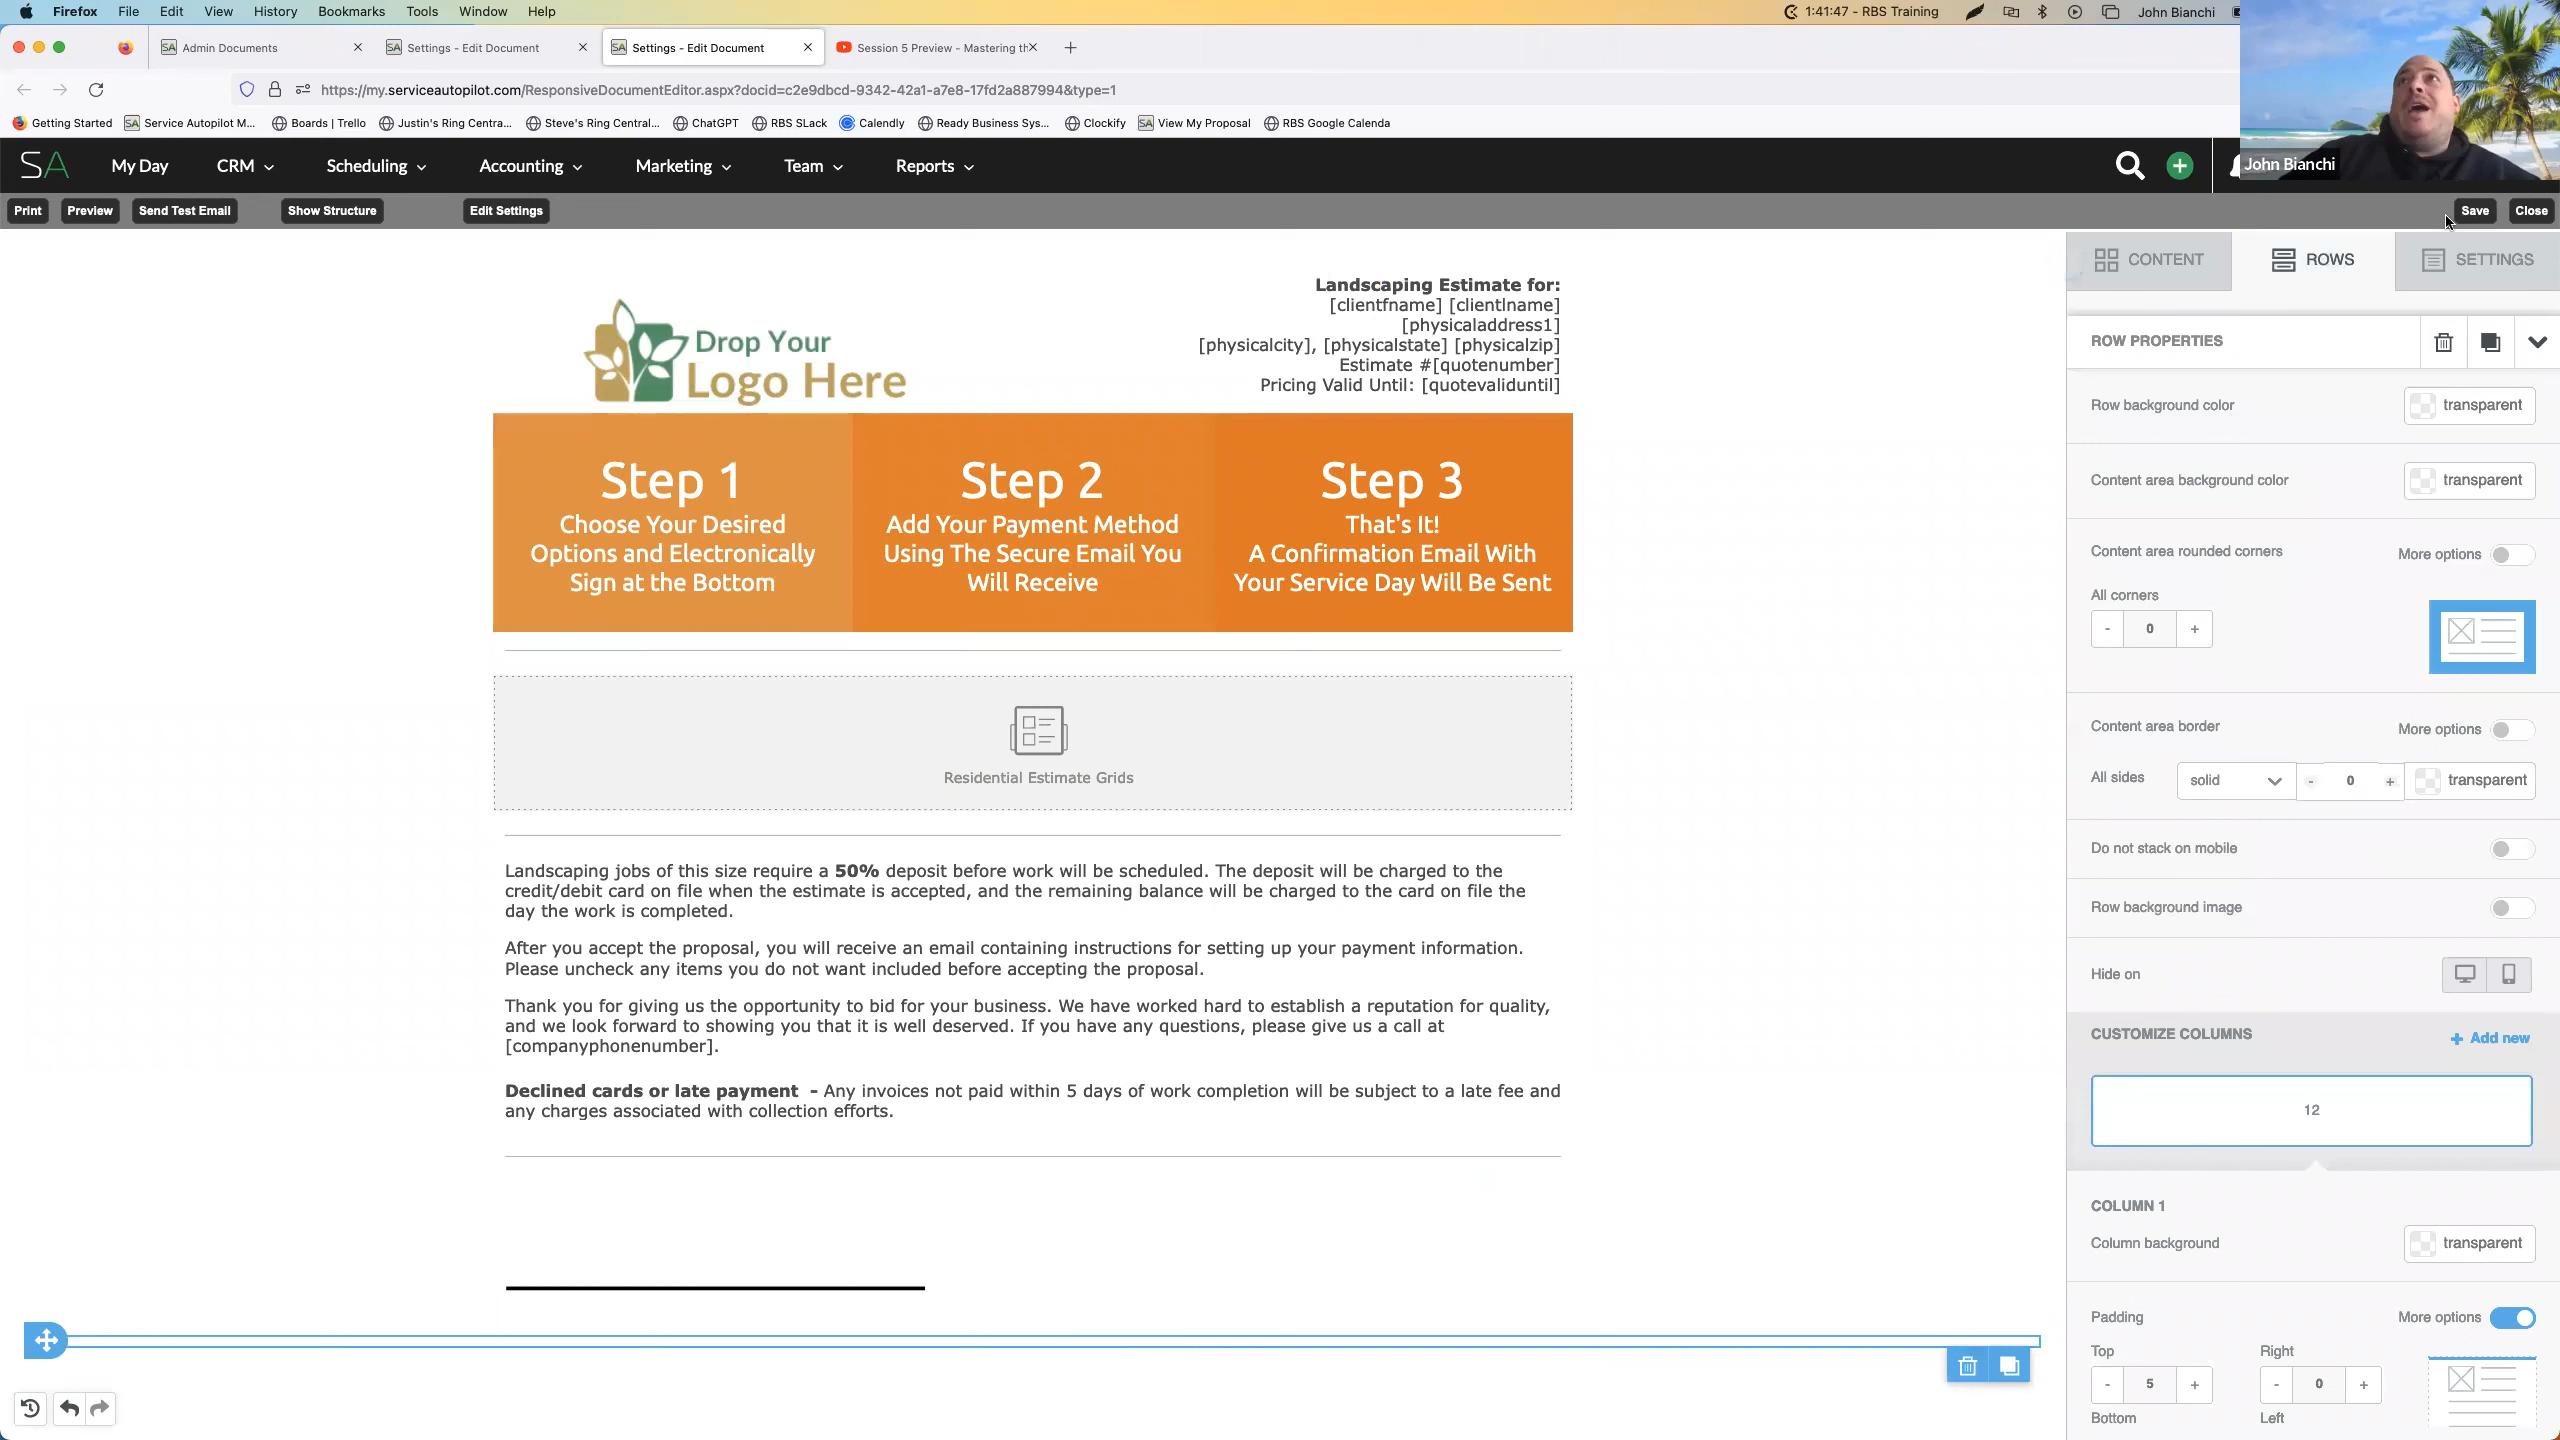 Firefox File Edit View History Bookmarks Tools Window Help
1:41:47 - RBS Training
John Bianchi
Admin Documents
Settings - Edit Document
Settings - Edit Document
Session 5 Preview - Mastering th
https://my.serviceautopilot.com/ResponsiveDocumentEditor.aspx?docid=c2e9dbcd-9342-42a1-a7e8-17fd2a887994&type=1
Getting Started
Service Autopilot M...
Boards | Trello
Justin's Ring Centra...
Steve's Ring Central...
ChatGPT
RBS SLack
Calendly
Ready Business Sys...
Clockify
View My Proposal
RBS Google Calenda
John Bianchi
SA My Day CRM Scheduling Accounting Marketing Team Reports
Print Preview Send Test Email Show Structure Edit Settings Save Close
CONTENT ROWS SETTINGS
Landscaping Estimate for:
[clientfname] [clientlname]
[physicaladdress1]
[physicalcity], [physicalstate] [physicalzip]
Estimate #[quotenumber]
Pricing Valid Until: [quotevaliduntil]
Drop Your
Logo Here
Step 1
Choose Your Desired
Options and Electronically
Sign at the Bottom
Step 2
Add Your Payment Method
Using The Secure Email You
Will Receive
Step 3
That's It!
A Confirmation Email With
Your Service Day Will Be Sent
Residential Estimate Grids
Landscaping jobs of this size require a 50% deposit before work will be scheduled. The deposit will be charged to the
credit/debit card on file when the estimate is accepted, and the remaining balance will be charged to the card on file the
day the work is completed.
After you accept the proposal, you will receive an email containing instructions for setting up your payment information.
Please uncheck any items you do not want included before accepting the proposal.
Thank you for giving us the opportunity to bid for your business. We have worked hard to establish a reputation for quality,
and we look forward to showing you that it is well deserved. If you have any questions, please give us a call at
[companyphonenumber].
Declined cards or late payment - Any invoices not paid within 5 days of work completion will be subject to a late fee and
any charges associated with collection efforts.
ROW PROPERTIES
Row background color transparent
Content area background color transparent
Content area rounded corners More options
All corners
- 0 +
Content area border More options
All sides solid - 0 + transparent
Do not stack on mobile
Row background image
Hide on
CUSTOMIZE COLUMNS + Add new
12
COLUMN 1
Column background transparent
Padding More options
Top Right
- 5 + - 0 +
Bottom Left